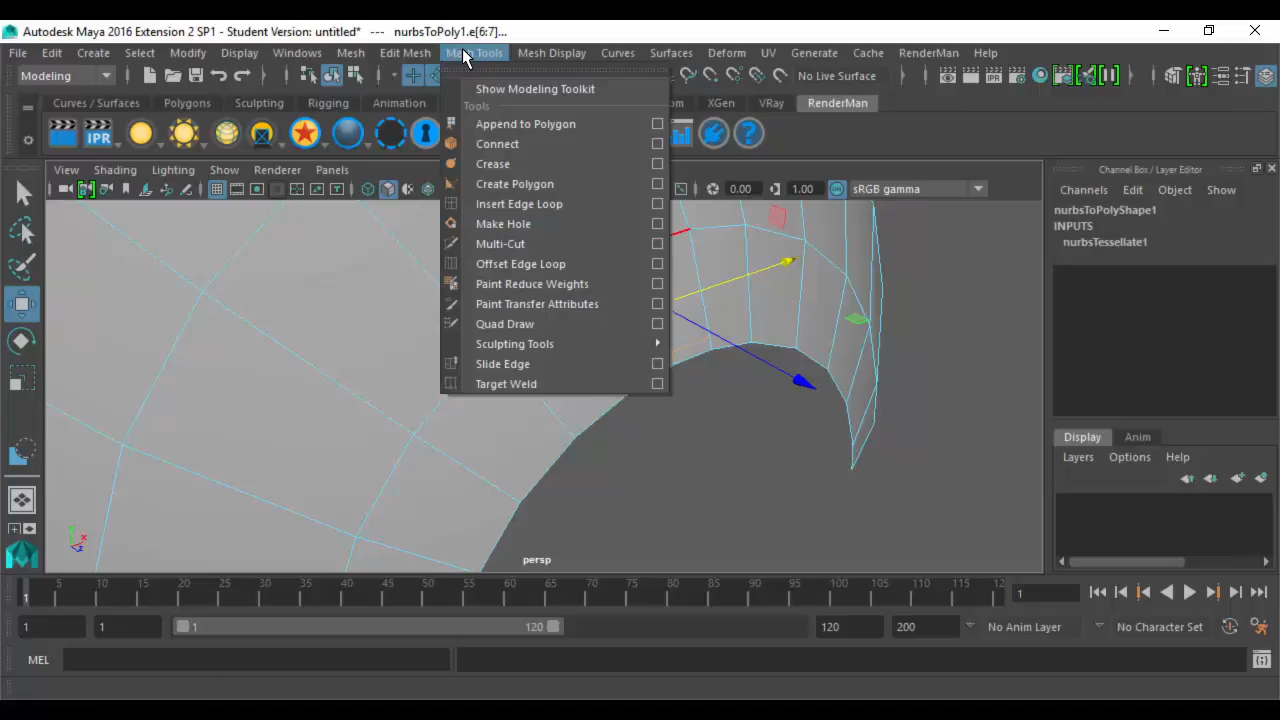 Autodesk Maya 2016 Extension 2 SP1 - Student Version: untitled* --- nurbsToPoly1.e[6:7]...
File Edit Create Select Modify Display Windows Mesh Edit Mesh Mesh Tools Mesh Display Curves Surfaces Deform UV Generate Cache RenderMan Help
Modeling No Live Surface
Curves / Surfaces Polygons Sculpting Rigging Animation XGen VRay RenderMan
IPR
View Shading Lighting Show Renderer Panels
0.00 1.00 sRGB gamma
Show Modeling Toolkit
Tools
Append to Polygon
Connect
Crease
Create Polygon
Insert Edge Loop
Make Hole
Multi-Cut
Offset Edge Loop
Paint Reduce Weights
Paint Transfer Attributes
Quad Draw
Sculpting Tools
Slide Edge
Target Weld
Channel Box / Layer Editor
Channels Edit Object Show
nurbsToPolyShape1
INPUTS
nurbsTessellate1
Display Anim
Layers Options Help
persp
5 10 15 20 25 30 35 40 45 50 55 60 65 70 75 80 85 90 95 100 105 110 115 12
1 1
1 1 1 120 120 200 No Anim Layer No Character Set
MEL